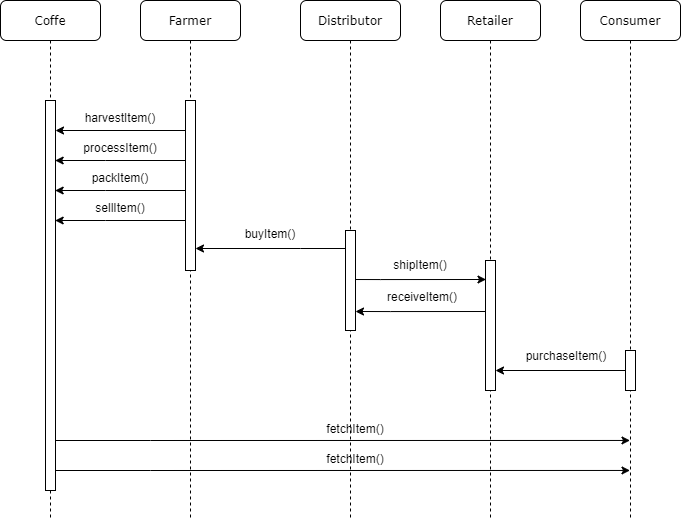 Coffe
Farmer
Distributor
Retailer
Consumer
harvestItem()
processItem()
packItem()
sellItem()
buyItem()
shipItem()
receiveItem()
purchaseItem()
fetchItem()
fetchItem()